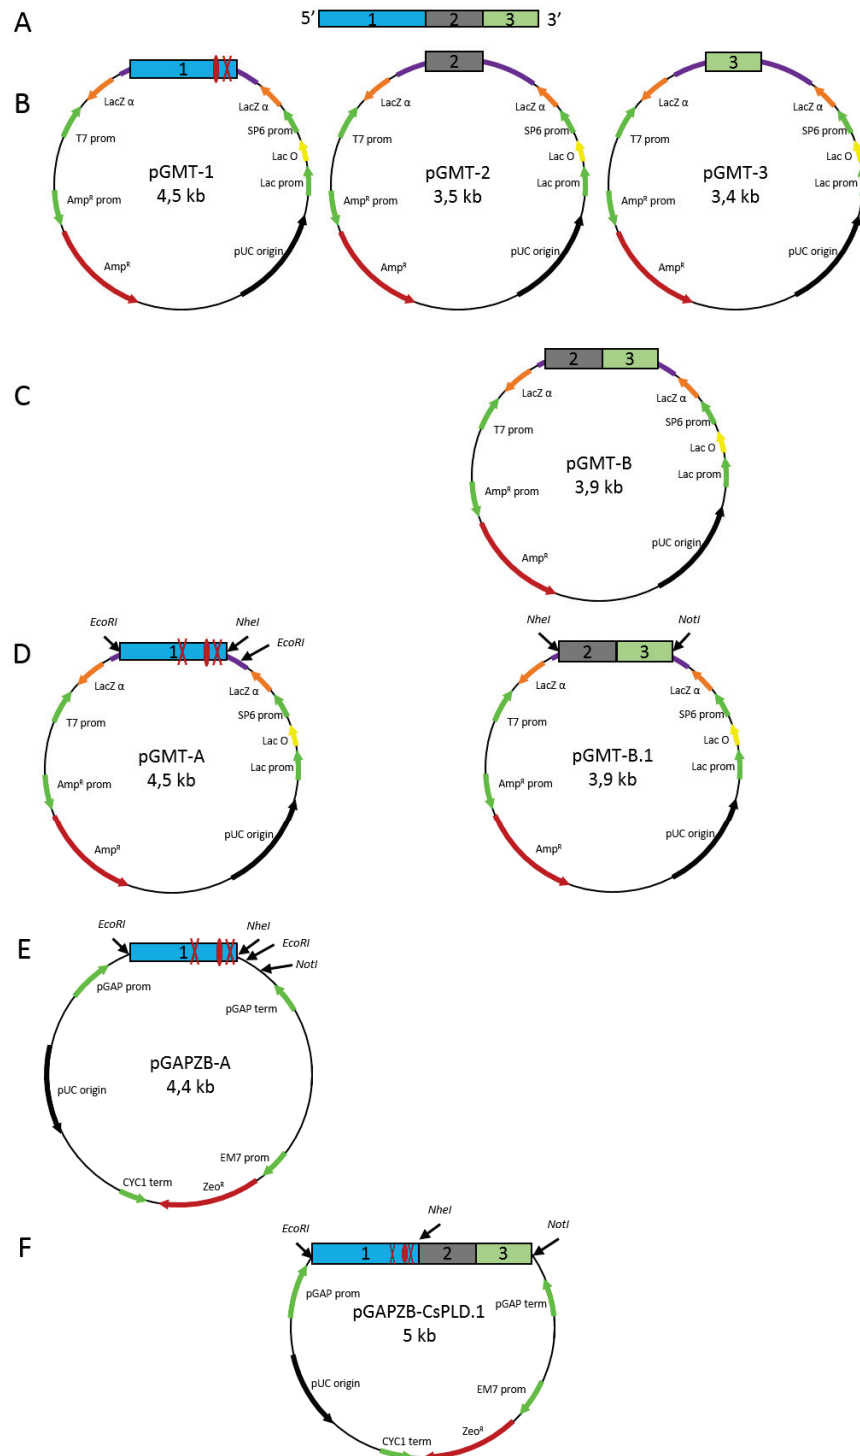 A
5’ 1 2 3 3’
B
1
LacZ α
LacZ α
T7 prom
SP6 prom
Lac O
Lac prom
pGMT-1
4,5 kb
Ampᴿ prom
Ampᴿ
pUC origin
2
LacZ α
LacZ α
T7 prom
SP6 prom
Lac O
Lac prom
pGMT-2
3,5 kb
Ampᴿ prom
Ampᴿ
pUC origin
3
LacZ α
LacZ α
T7 prom
SP6 prom
Lac O
Lac prom
pGMT-3
3,4 kb
Ampᴿ prom
Ampᴿ
pUC origin
C
2 3
LacZ α
LacZ α
T7 prom
SP6 prom
Lac O
Lac prom
pGMT-B
3,9 kb
Ampᴿ prom
Ampᴿ
pUC origin
D
EcoRI
NheI
EcoRI
1
LacZ α
LacZ α
T7 prom
SP6 prom
Lac O
Lac prom
pGMT-A
4,5 kb
Ampᴿ prom
Ampᴿ
pUC origin
NheI
NotI
2 3
LacZ α
LacZ α
T7 prom
SP6 prom
Lac O
Lac prom
pGMT-B.1
3,9 kb
Ampᴿ prom
Ampᴿ
pUC origin
E
EcoRI
NheI
EcoRI
NotI
1
pGAP prom
pGAP term
pGAPZB-A
4,4 kb
pUC origin
EM7 prom
CYC1 term
Zeoᴿ
F
EcoRI
NheI
NotI
1 2 3
pGAP prom
pGAP term
pGAPZB-CsPLD.1
5 kb
pUC origin
EM7 prom
CYC1 term
Zeoᴿ